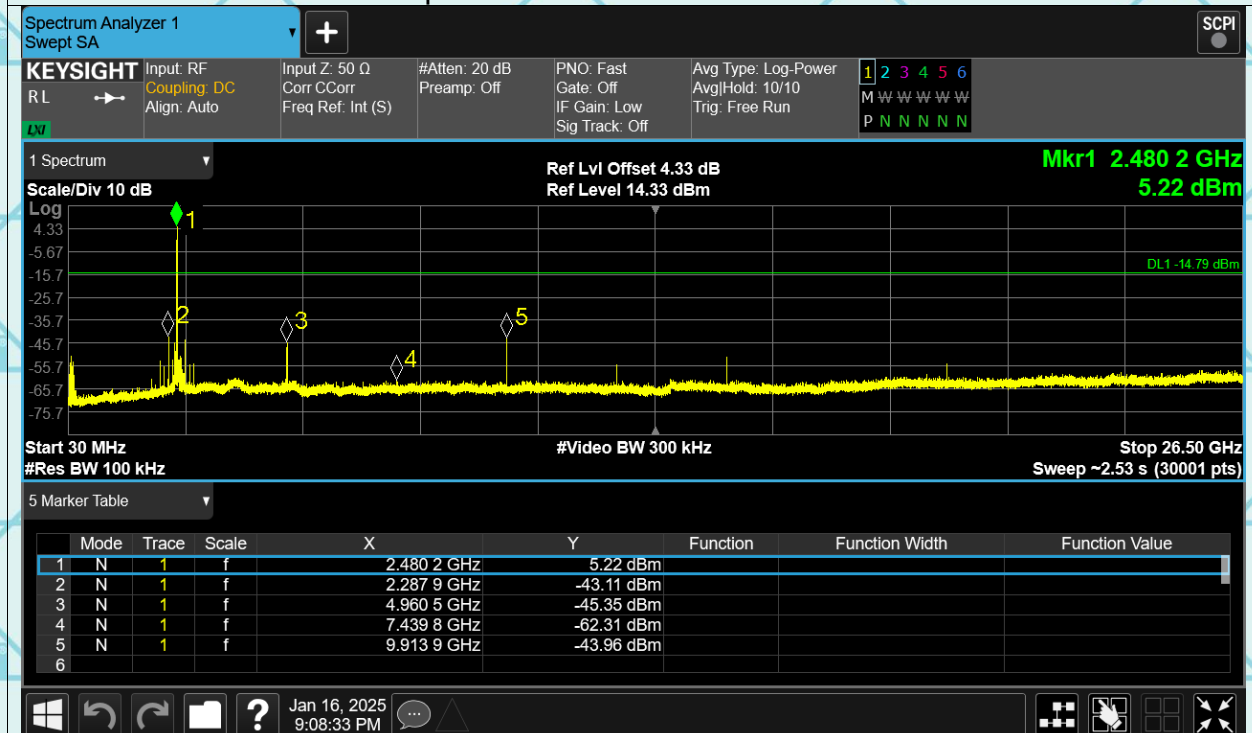 Spectrum Analyzer 1
Swept SA
+
SCPI
KEYSIGHT
RL
LXI
Input: RF
Coupling: DC
Align: Auto
Input Z: 50 Ω
Corr CCorr
Freq Ref: Int (S)
#Atten: 20 dB
Preamp: Off
PNO: Fast
Gate: Off
IF Gain: Low
Sig Track: Off
Avg Type: Log-Power
Avg|Hold: 10/10
Trig: Free Run
1 2 3 4 5 6
M W W W W W
P N N N N N
1 Spectrum
Scale/Div 10 dB
Ref Lvl Offset 4.33 dB
Ref Level 14.33 dBm
Mkr1 2.480 2 GHz
5.22 dBm
Log
4.33
-5.67
-15.7
-25.7
-35.7
-45.7
-55.7
-65.7
-75.7
1
2
3
4
5
DL1 -14.79 dBm
Start 30 MHz
#Res BW 100 kHz
#Video BW 300 kHz
Stop 26.50 GHz
Sweep ~2.53 s (30001 pts)
5 Marker Table
Mode Trace Scale X Y Function Function Width Function Value
1 N 1 f 2.480 2 GHz 5.22 dBm
2 N 1 f 2.287 9 GHz -43.11 dBm
3 N 1 f 4.960 5 GHz -45.35 dBm
4 N 1 f 7.439 8 GHz -62.31 dBm
5 N 1 f 9.913 9 GHz -43.96 dBm
6
?
Jan 16, 2025
9:08:33 PM